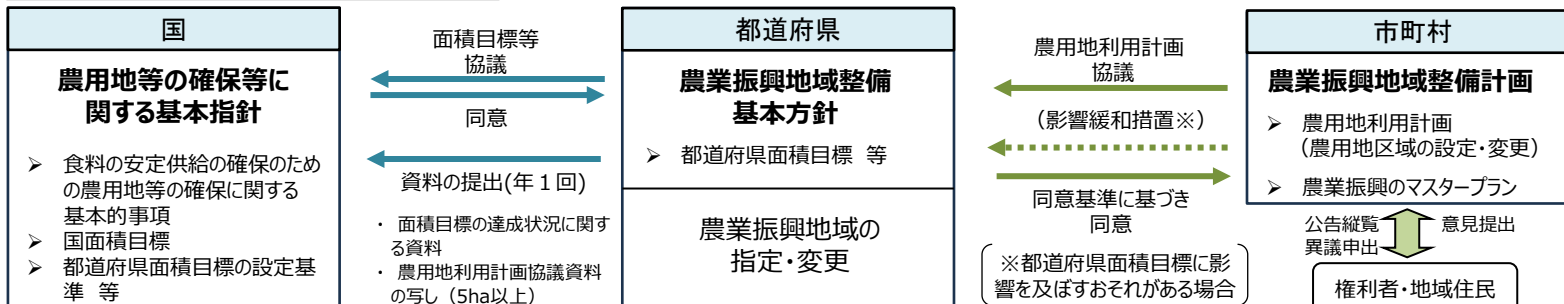 国
農用地等の確保等に
関する基本指針
➢ 食料の安定供給の確保のため
の農用地等の確保に関する
基本的事項
➢ 国面積目標
➢ 都道府県面積目標の設定基
準 等
面積目標等
協議
同意
資料の提出(年1回)
・ 面積目標の達成状況に関す
る資料
・ 農用地利用計画協議資料
の写し(5ha以上)
都道府県
農業振興地域整備
基本方針
➢ 都道府県面積目標 等
農業振興地域の
指定・変更
農用地利用計画
協議
(影響緩和措置※)
同意基準に基づき
同意
※都道府県面積目標に影
響を及ぼすおそれがある場合
市町村
農業振興地域整備計画
➢ 農用地利用計画
(農用地区域の設定・変更)
➢ 農業振興のマスタープラン
公告縦覧
異議申出
意見提出
権利者・地域住民